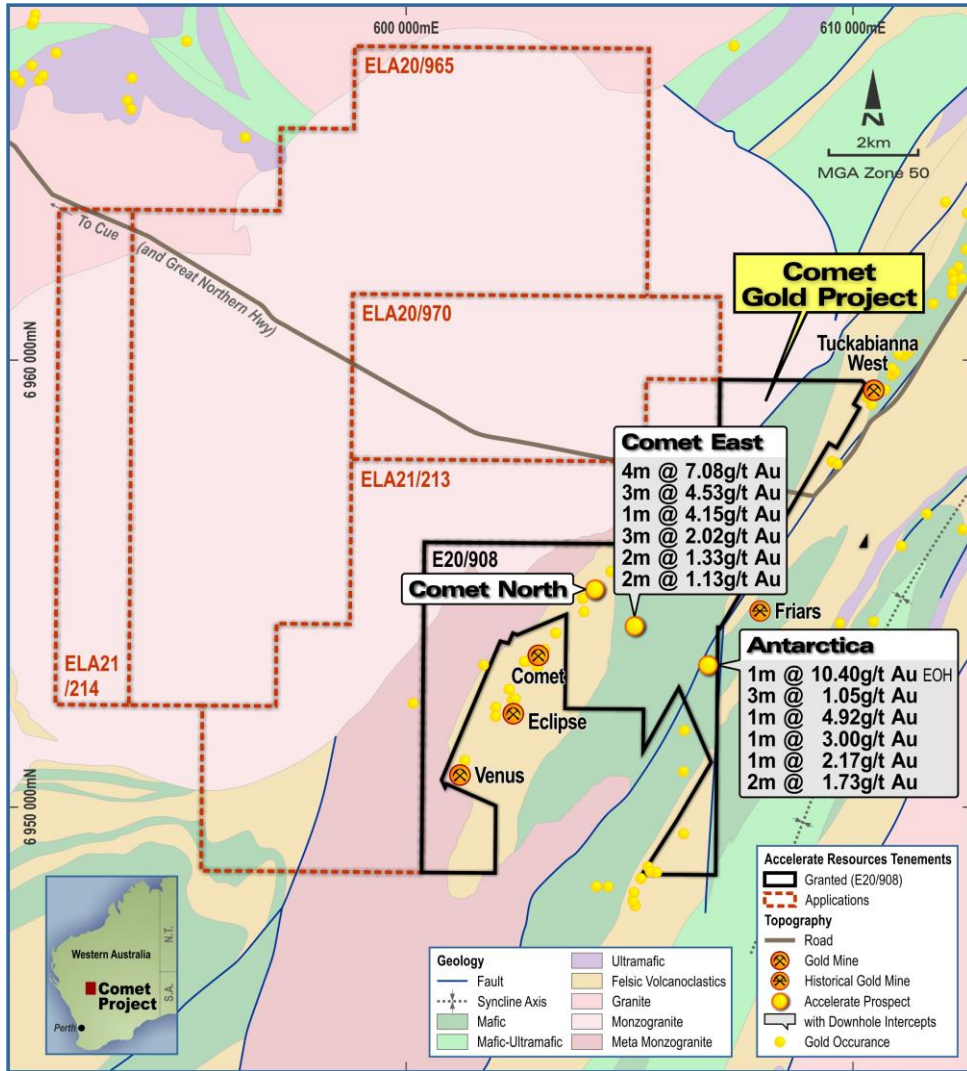 600 000mE
610 000mE
ELA20/965
N
2km
MGA Zone 50
To Cue (and Great Northern Hwy)
Comet
Gold Project
ELA20/970
Tuckabianna
West
6 960 000mN
Comet East
4m @ 7.08g/t Au
3m @ 4.53g/t Au
1m @ 4.15g/t Au
3m @ 2.02g/t Au
2m @ 1.33g/t Au
2m @ 1.13g/t Au
ELA21/213
E20/908
Comet North
Friars
ELA21
/214
Comet
Antarctica
1m @ 10.40g/t Au EOH
3m @ 1.05g/t Au
1m @ 4.92g/t Au
1m @ 3.00g/t Au
1m @ 2.17g/t Au
2m @ 1.73g/t Au
Eclipse
Venus
6 950 000mN
Western Australia
N.T.
S.A.
Comet
Project
Perth
Geology
Fault
Syncline Axis
Mafic
Mafic-Ultramafic
Ultramafic
Felsic Volcanoclastics
Granite
Monzogranite
Meta Monzogranite
Accelerate Resources Tenements
Granted (E20/908)
Applications
Topography
Road
Gold Mine
Historical Gold Mine
Accelerate Prospect
with Downhole Intercepts
Gold Occurance